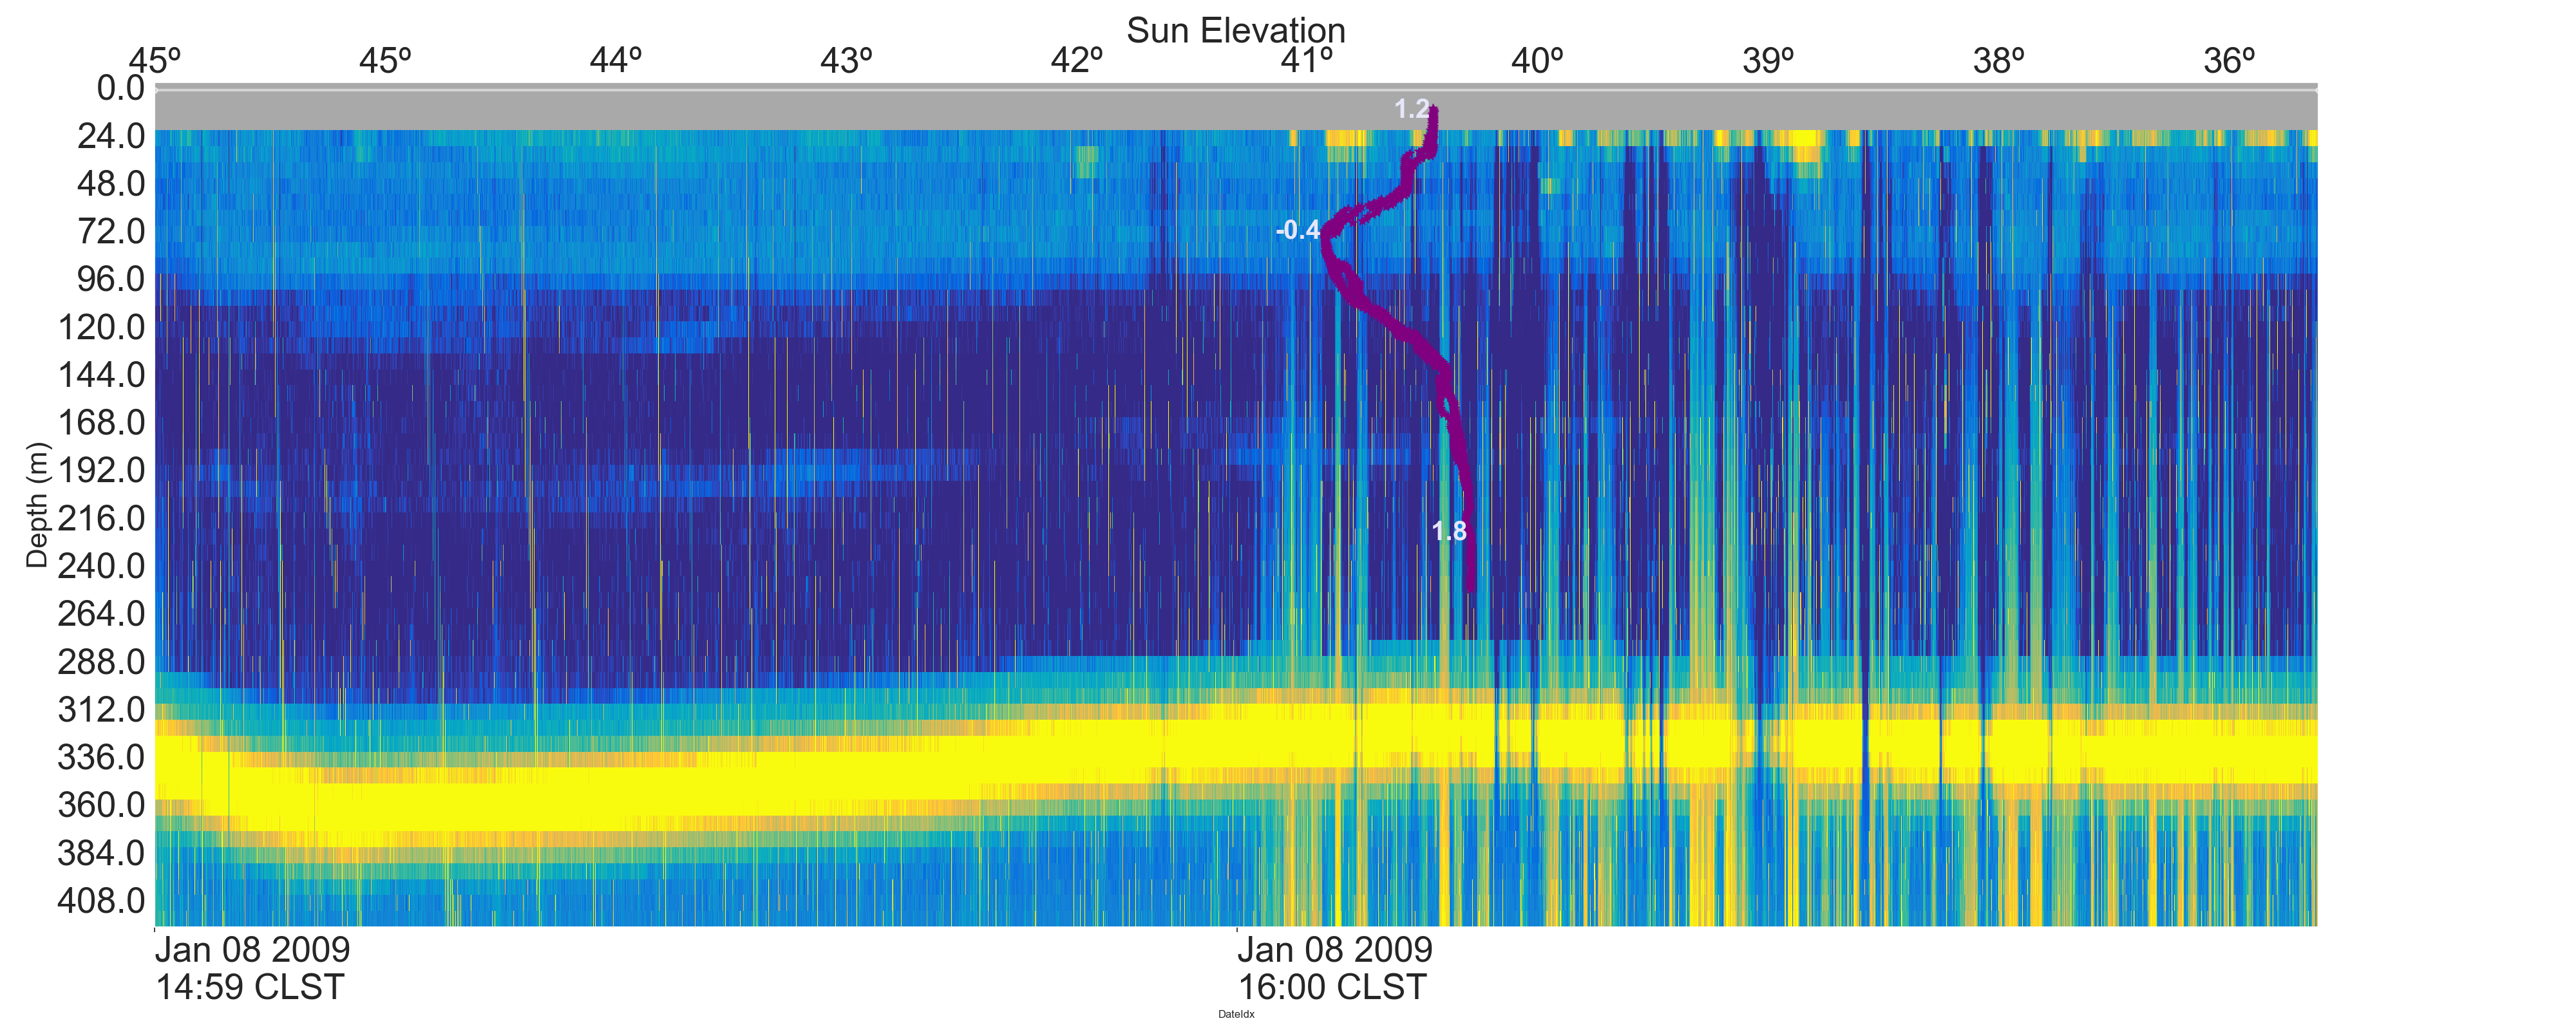 Sun Elevation
45º 45º 44º 43º 42º 41º 40º 39º 38º 36º
0.0
1.2
24.0
48.0
72.0
-0.4
96.0
120.0
144.0
168.0
Depth (m)
192.0
216.0
1.8
240.0
264.0
288.0
312.0
336.0
360.0
384.0
408.0
Jan 08 2009
14:59 CLST
Jan 08 2009
16:00 CLST
DateIdx